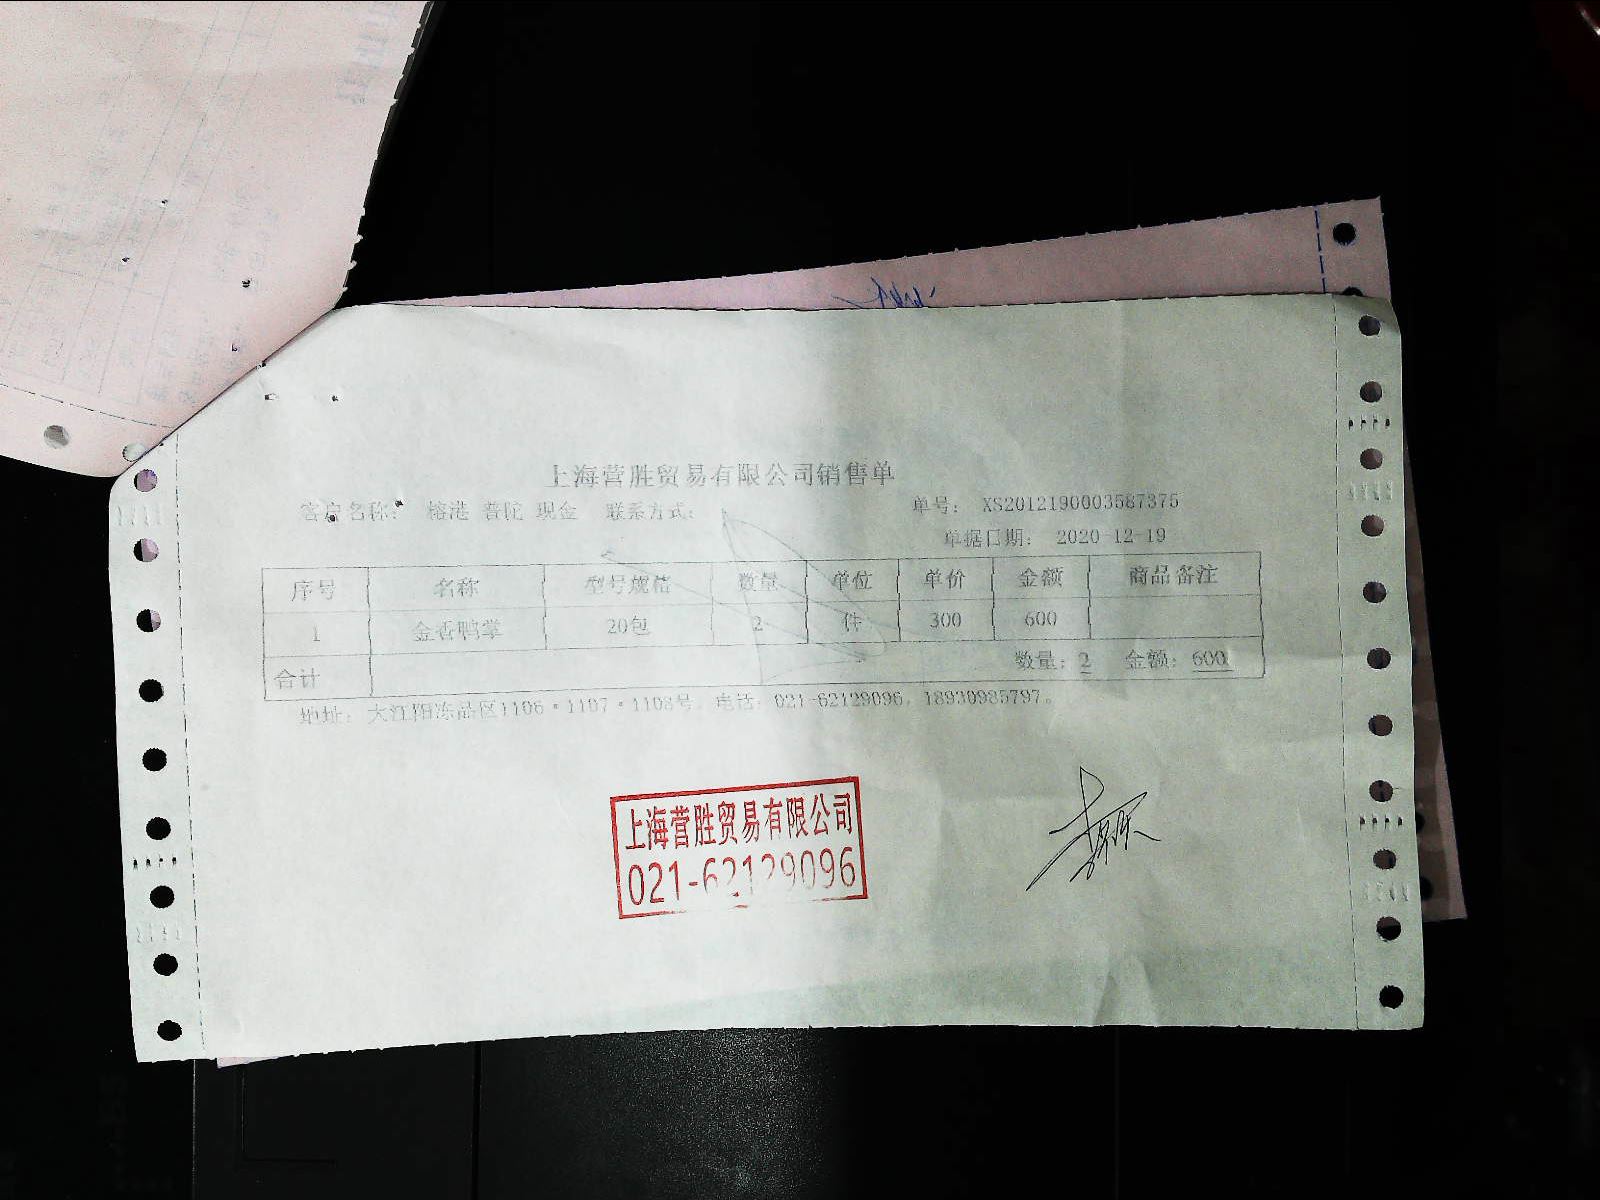 上海营胜贸易有限公司销售单
客户名称： 榕港 普陀 现金 联系方式： 单号： XS2012190003587375
单据日期： 2020-12-19
序号 名称 型号规格 数量 单位 单价 金额 商品备注
1 金香鸭掌 20包 2 件 300 600
合计 数量：2 金额：600
地址：大江阳冻品区1106·1107·1108号，电话：021-62129096，18930985797。
上海营胜贸易有限公司
021-62129096